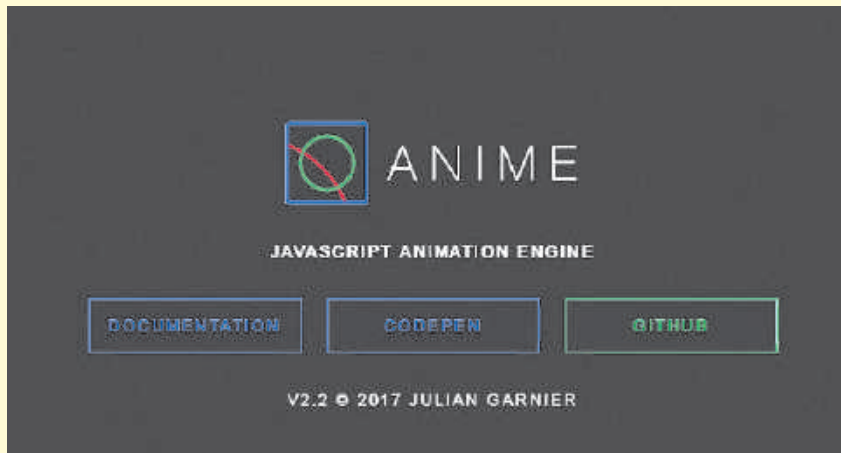 ANIME
JAVASCRIPT ANIMATION ENGINE
DOCUMENTATION CODEPEN GITHUB
V2.2 © 2017 JULIAN GARNIER